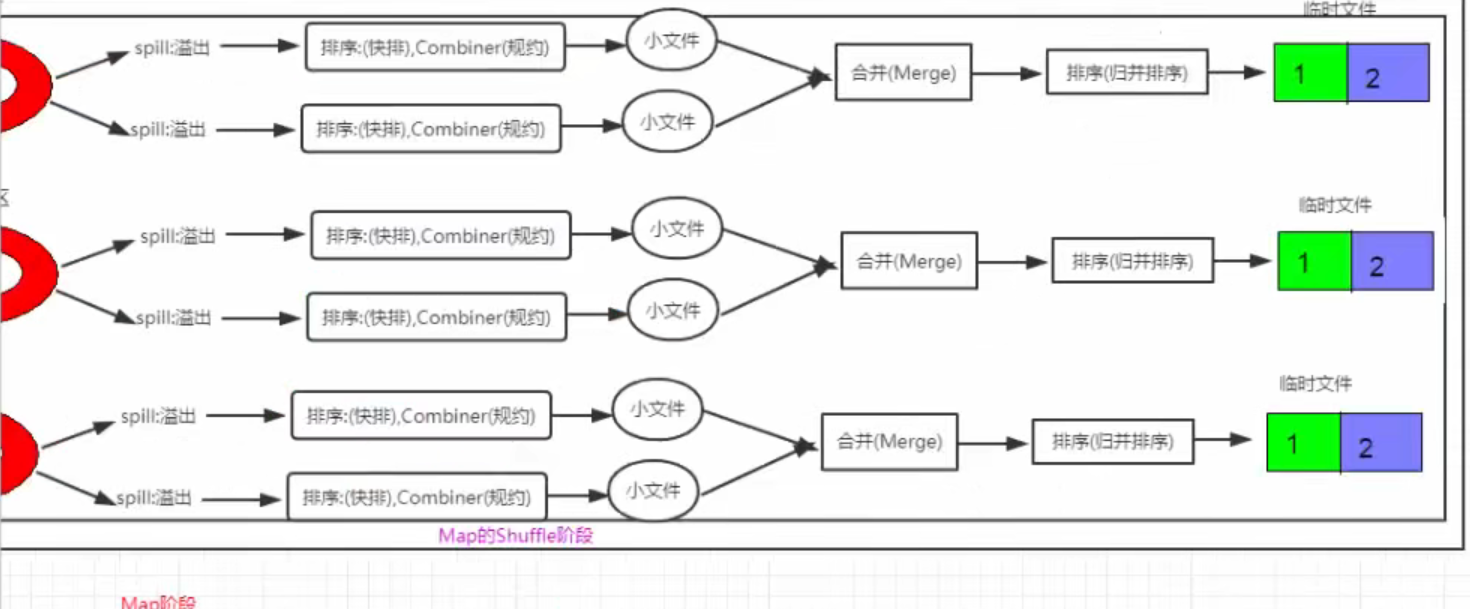 临时文件
spill:溢出
排序:(快排),Combiner(规约)
小文件
合并(Merge)
排序(归并排序)
1
2
spill:溢出
排序:(快排),Combiner(规约)
小文件
区
临时文件
spill:溢出
排序:(快排),Combiner(规约)
小文件
合并(Merge)
排序(归并排序)
1
2
spill:溢出
排序:(快排),Combiner(规约)
小文件
临时文件
spill:溢出
排序:(快排),Combiner(规约)
小文件
合并(Merge)
排序(归并排序)
1
2
spill:溢出
排序:(快排),Combiner(规约)
小文件
Map的Shuffle阶段
Map阶段